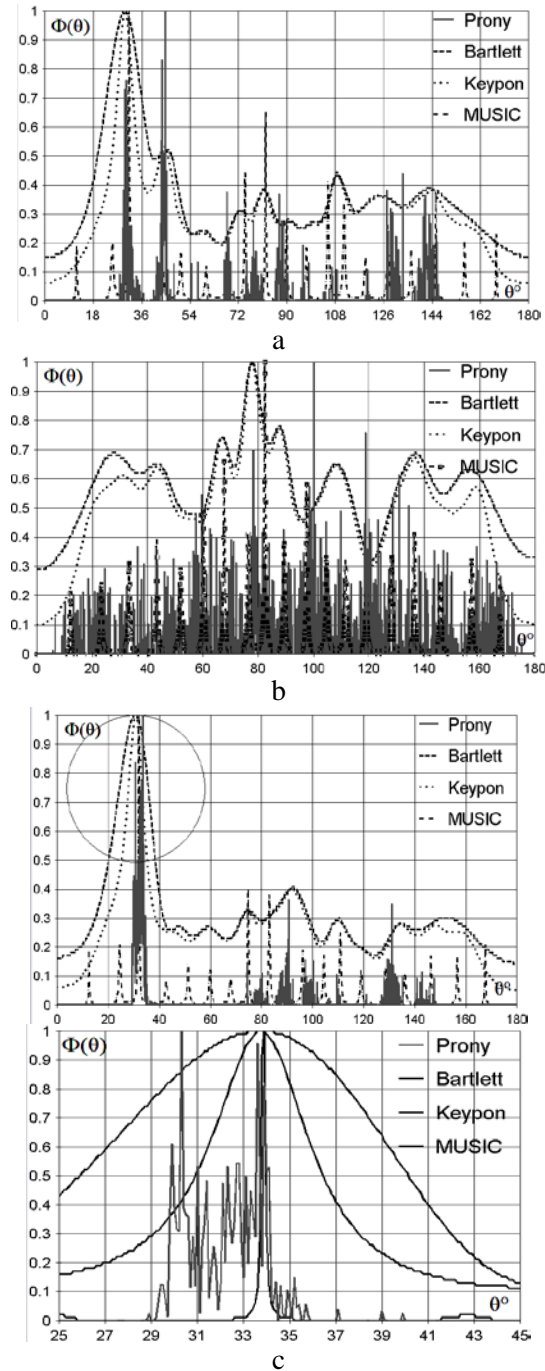 Φ(θ)
Prony
Bartlett
Keypon
MUSIC
1
0.9
0.8
0.7
0.6
0.5
0.4
0.3
0.2
0.1
0
0 18 36 54 72 90 108 126 144 162 180
θº
a
Φ(θ)
Prony
Bartlett
Keypon
MUSIC
1
0.9
0.8
0.7
0.6
0.5
0.4
0.3
0.2
0.1
0
0 20 40 60 80 100 120 140 160 180
θº
b
Φ(θ)
Prony
Bartlett
Keypon
MUSIC
1
0.9
0.8
0.7
0.6
0.5
0.4
0.3
0.2
0.1
0
0 20 40 60 80 100 120 140 160 180
θº
Φ(θ)
Prony
Bartlett
Keypon
MUSIC
1
0.9
0.8
0.7
0.6
0.5
0.4
0.3
0.2
0.1
0
25 27 29 31 33 35 37 39 41 43 45
θº
c